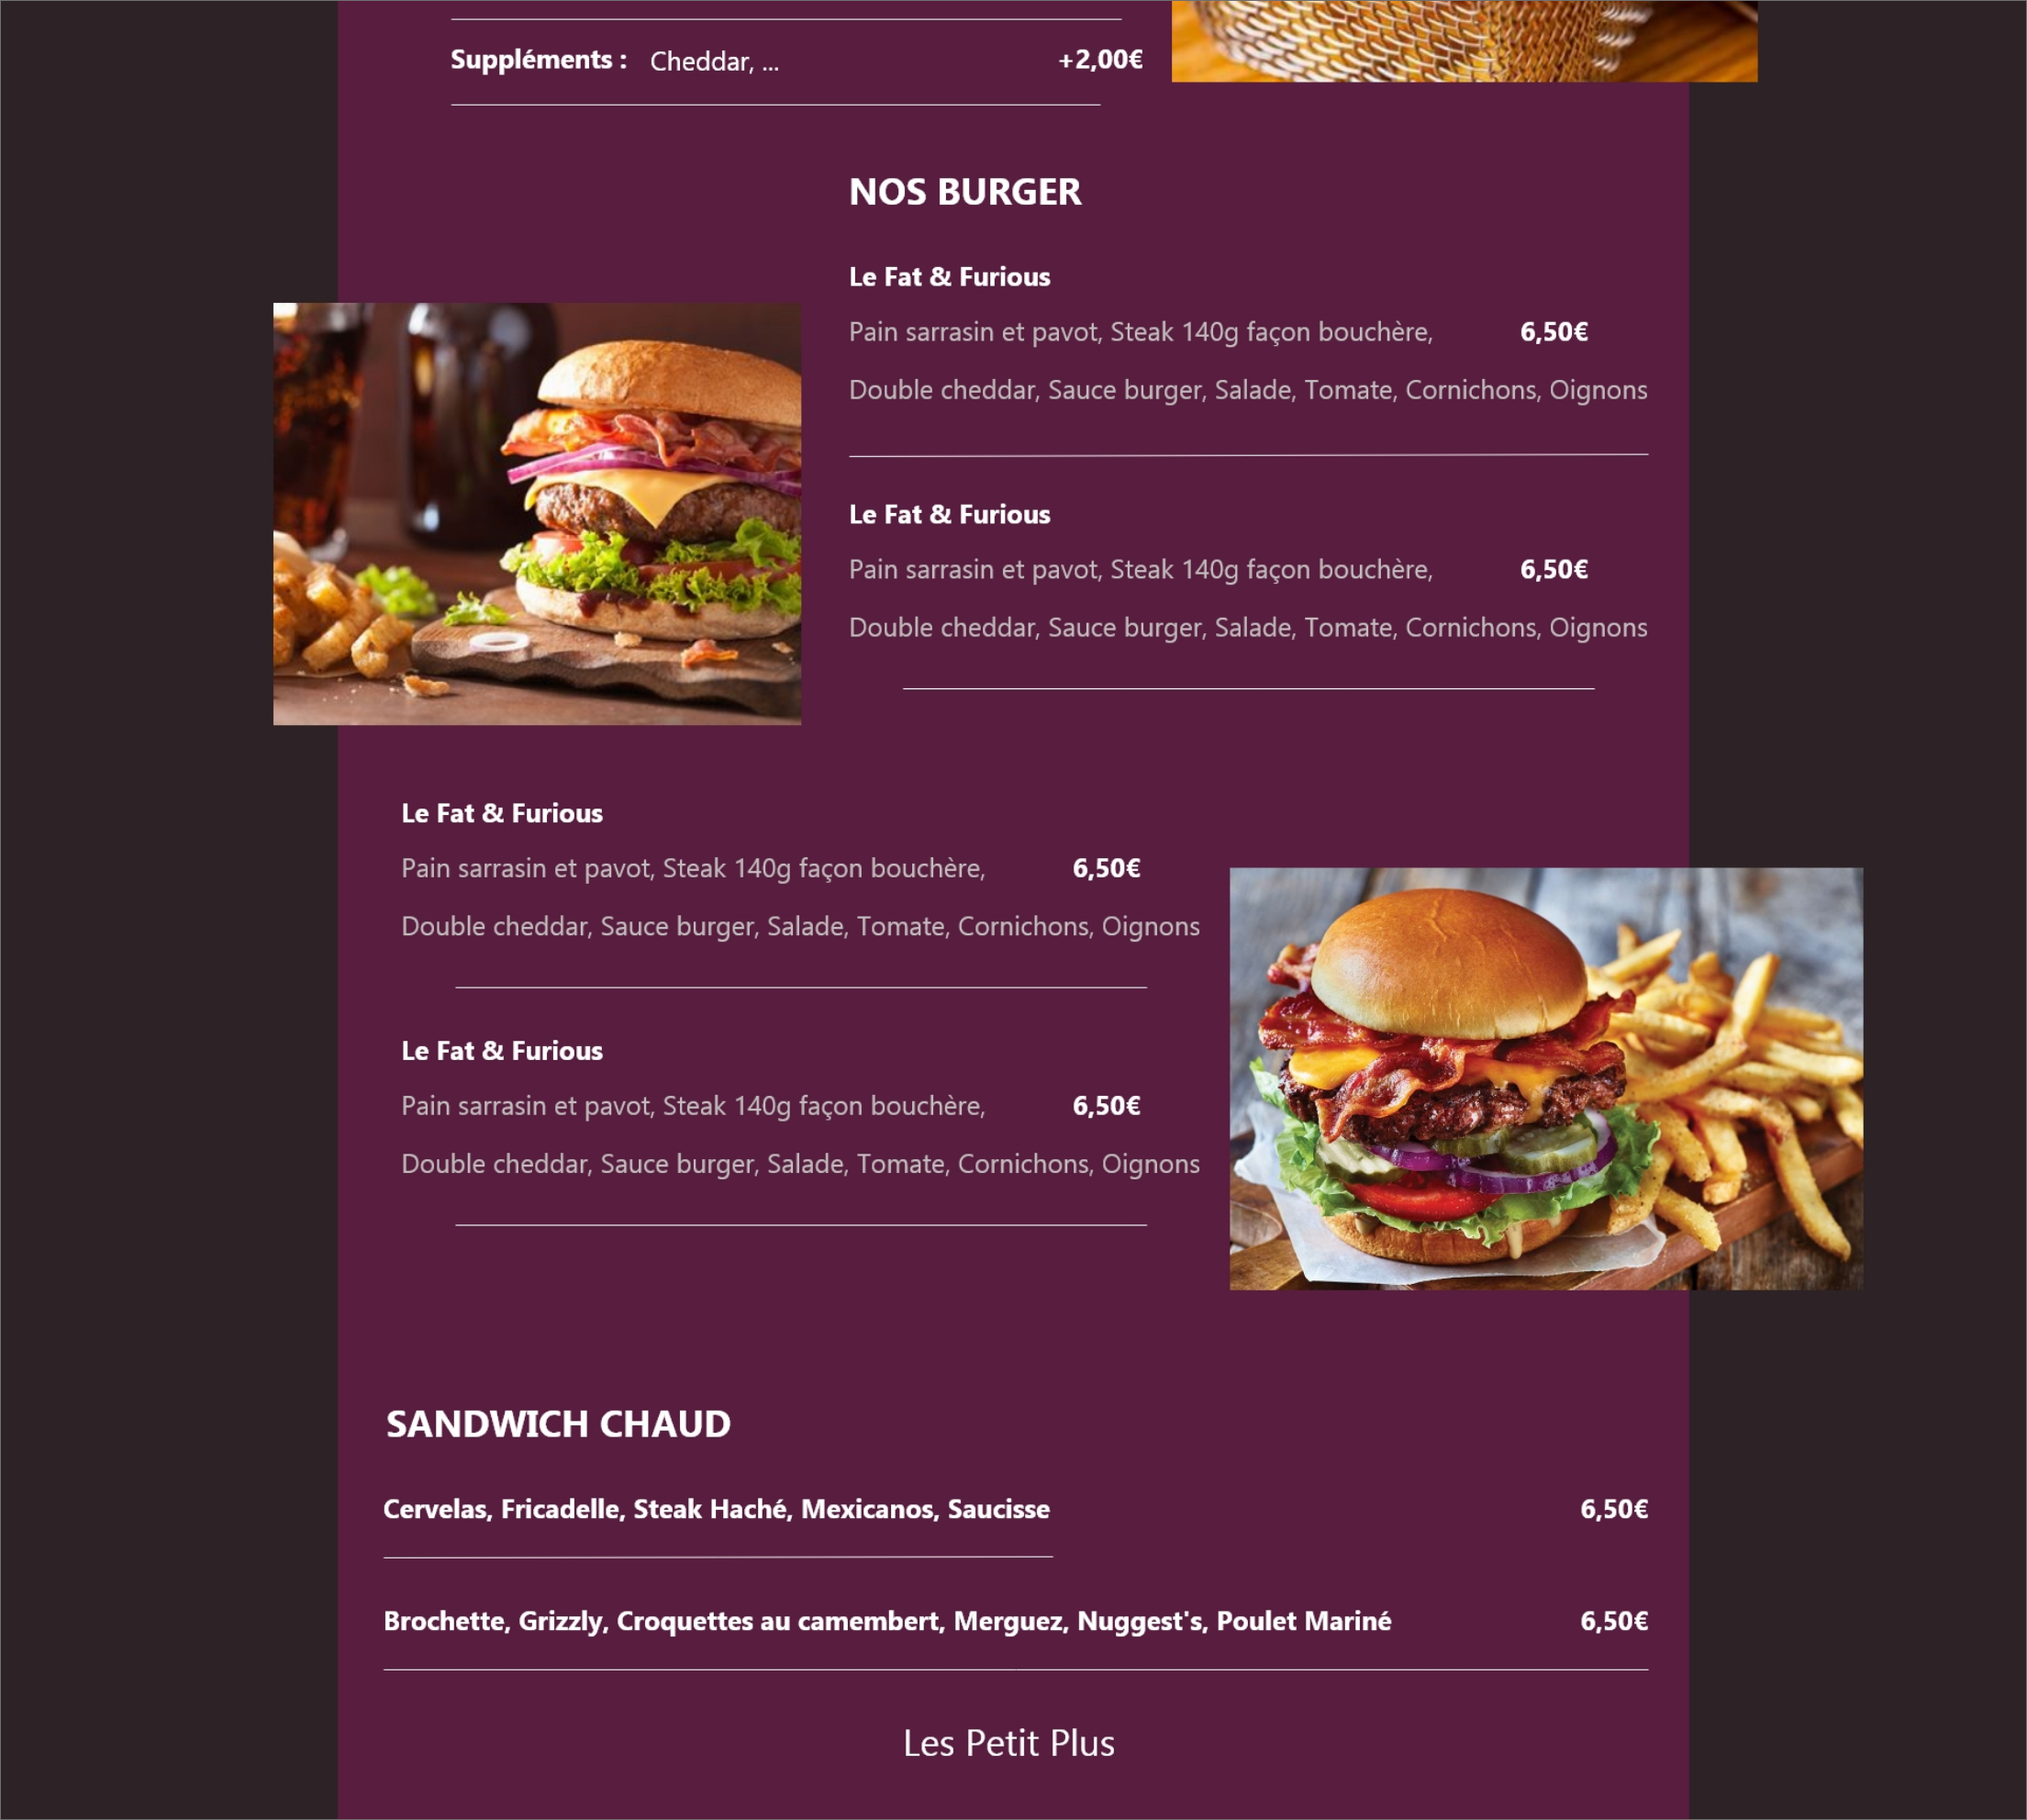 Suppléments : Cheddar, ... +2,00€
NOS BURGER
Le Fat & Furious
Pain sarrasin et pavot, Steak 140g façon bouchère, 6,50€
Double cheddar, Sauce burger, Salade, Tomate, Cornichons, Oignons
Le Fat & Furious
Pain sarrasin et pavot, Steak 140g façon bouchère, 6,50€
Double cheddar, Sauce burger, Salade, Tomate, Cornichons, Oignons
Le Fat & Furious
Pain sarrasin et pavot, Steak 140g façon bouchère, 6,50€
Double cheddar, Sauce burger, Salade, Tomate, Cornichons, Oignons
Le Fat & Furious
Pain sarrasin et pavot, Steak 140g façon bouchère, 6,50€
Double cheddar, Sauce burger, Salade, Tomate, Cornichons, Oignons
SANDWICH CHAUD
Cervelas, Fricadelle, Steak Haché, Mexicanos, Saucisse 6,50€
Brochette, Grizzly, Croquettes au camembert, Merguez, Nuggest's, Poulet Mariné 6,50€
Les Petit Plus